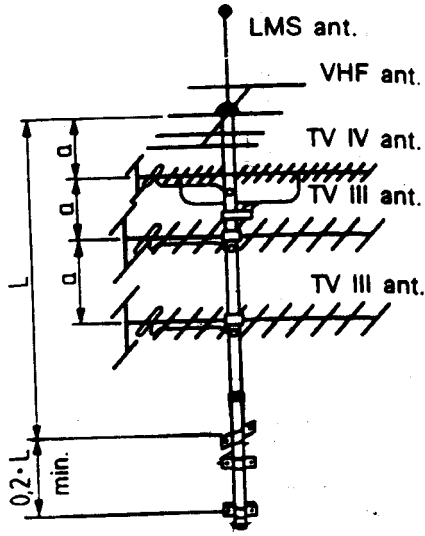 LMS ant.
VHF ant.
TV IV ant.
TV III ant.
TV III ant.
a
a
a
L
0,2 · L
min.